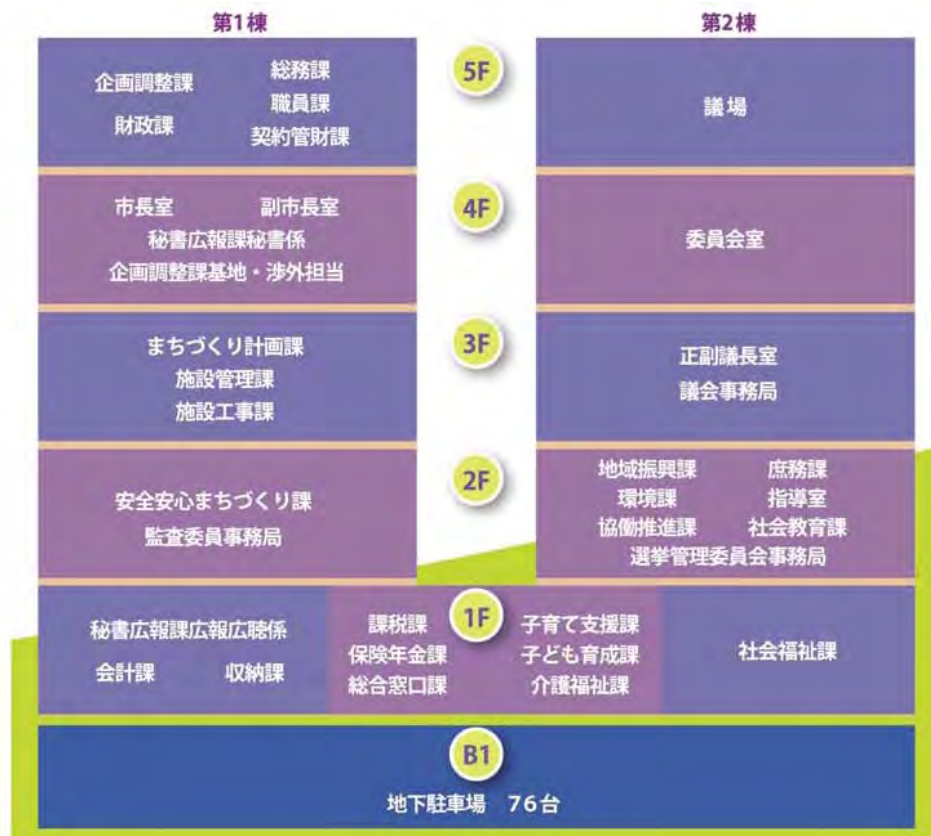 第1棟
第2棟
5F
企画調整課
財政課
総務課
職員課
契約管財課
議場
4F
市長室 副市長室
秘書広報課秘書係
企画調整課基地・渉外担当
委員会室
3F
まちづくり計画課
施設管理課
施設工事課
正副議長室
議会事務局
2F
安全安心まちづくり課
監査委員事務局
地域振興課 庶務課
環境課 指導室
協働推進課 社会教育課
選挙管理委員会事務局
1F
秘書広報課広報広聴係
会計課 収納課
課税課
保険年金課
総合窓口課
子育て支援課
子ども育成課
介護福祉課
社会福祉課
B1
地下駐車場 76台